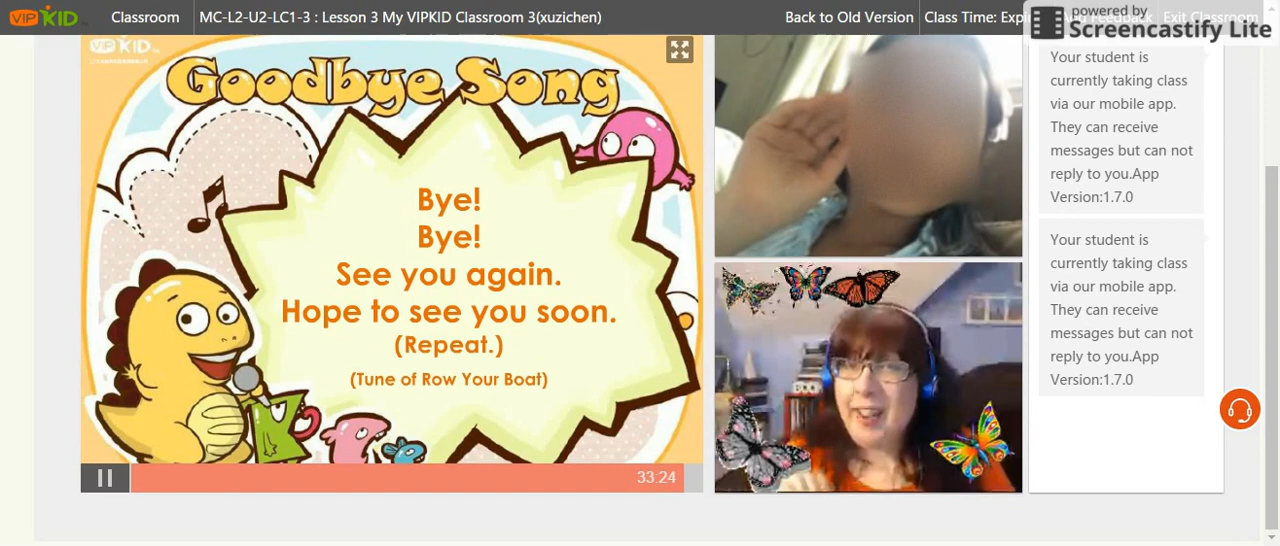 VIPKID
Classroom
MC-L2-U2-LC1-3 : Lesson 3 My VIPKID Classroom 3(xuzichen)
Back to Old Version
Class Time: Expi
Add Feedback
Exit Classroom
powered by
Screencastify Lite
VIPKID
Goodbye Song
Bye!
Bye!
See you again.
Hope to see you soon.
(Repeat.)
(Tune of Row Your Boat)
33:24
Your student is
currently taking class
via our mobile app.
They can receive
messages but can not
reply to you.App
Version:1.7.0
Your student is
currently taking class
via our mobile app.
They can receive
messages but can not
reply to you.App
Version:1.7.0